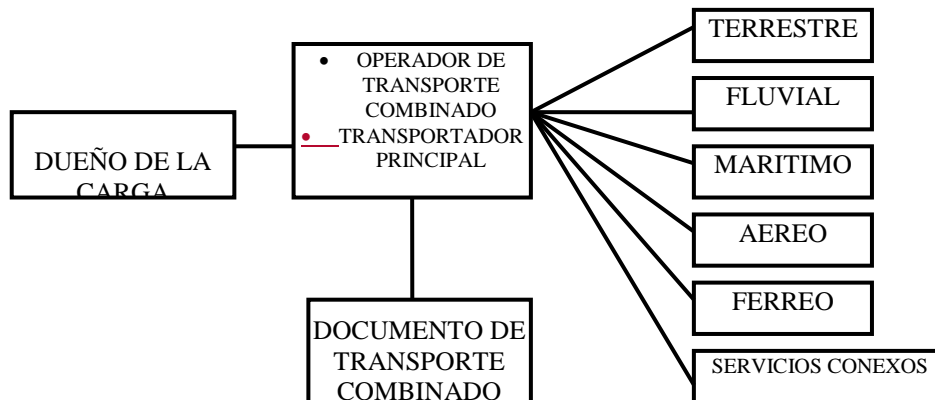 DUEÑO DE LA
CARGA
• OPERADOR DE
TRANSPORTE
COMBINADO
• TRANSPORTADOR
PRINCIPAL
DOCUMENTO DE
TRANSPORTE
COMBINADO
TERRESTRE
FLUVIAL
MARITIMO
AEREO
FERREO
SERVICIOS CONEXOS